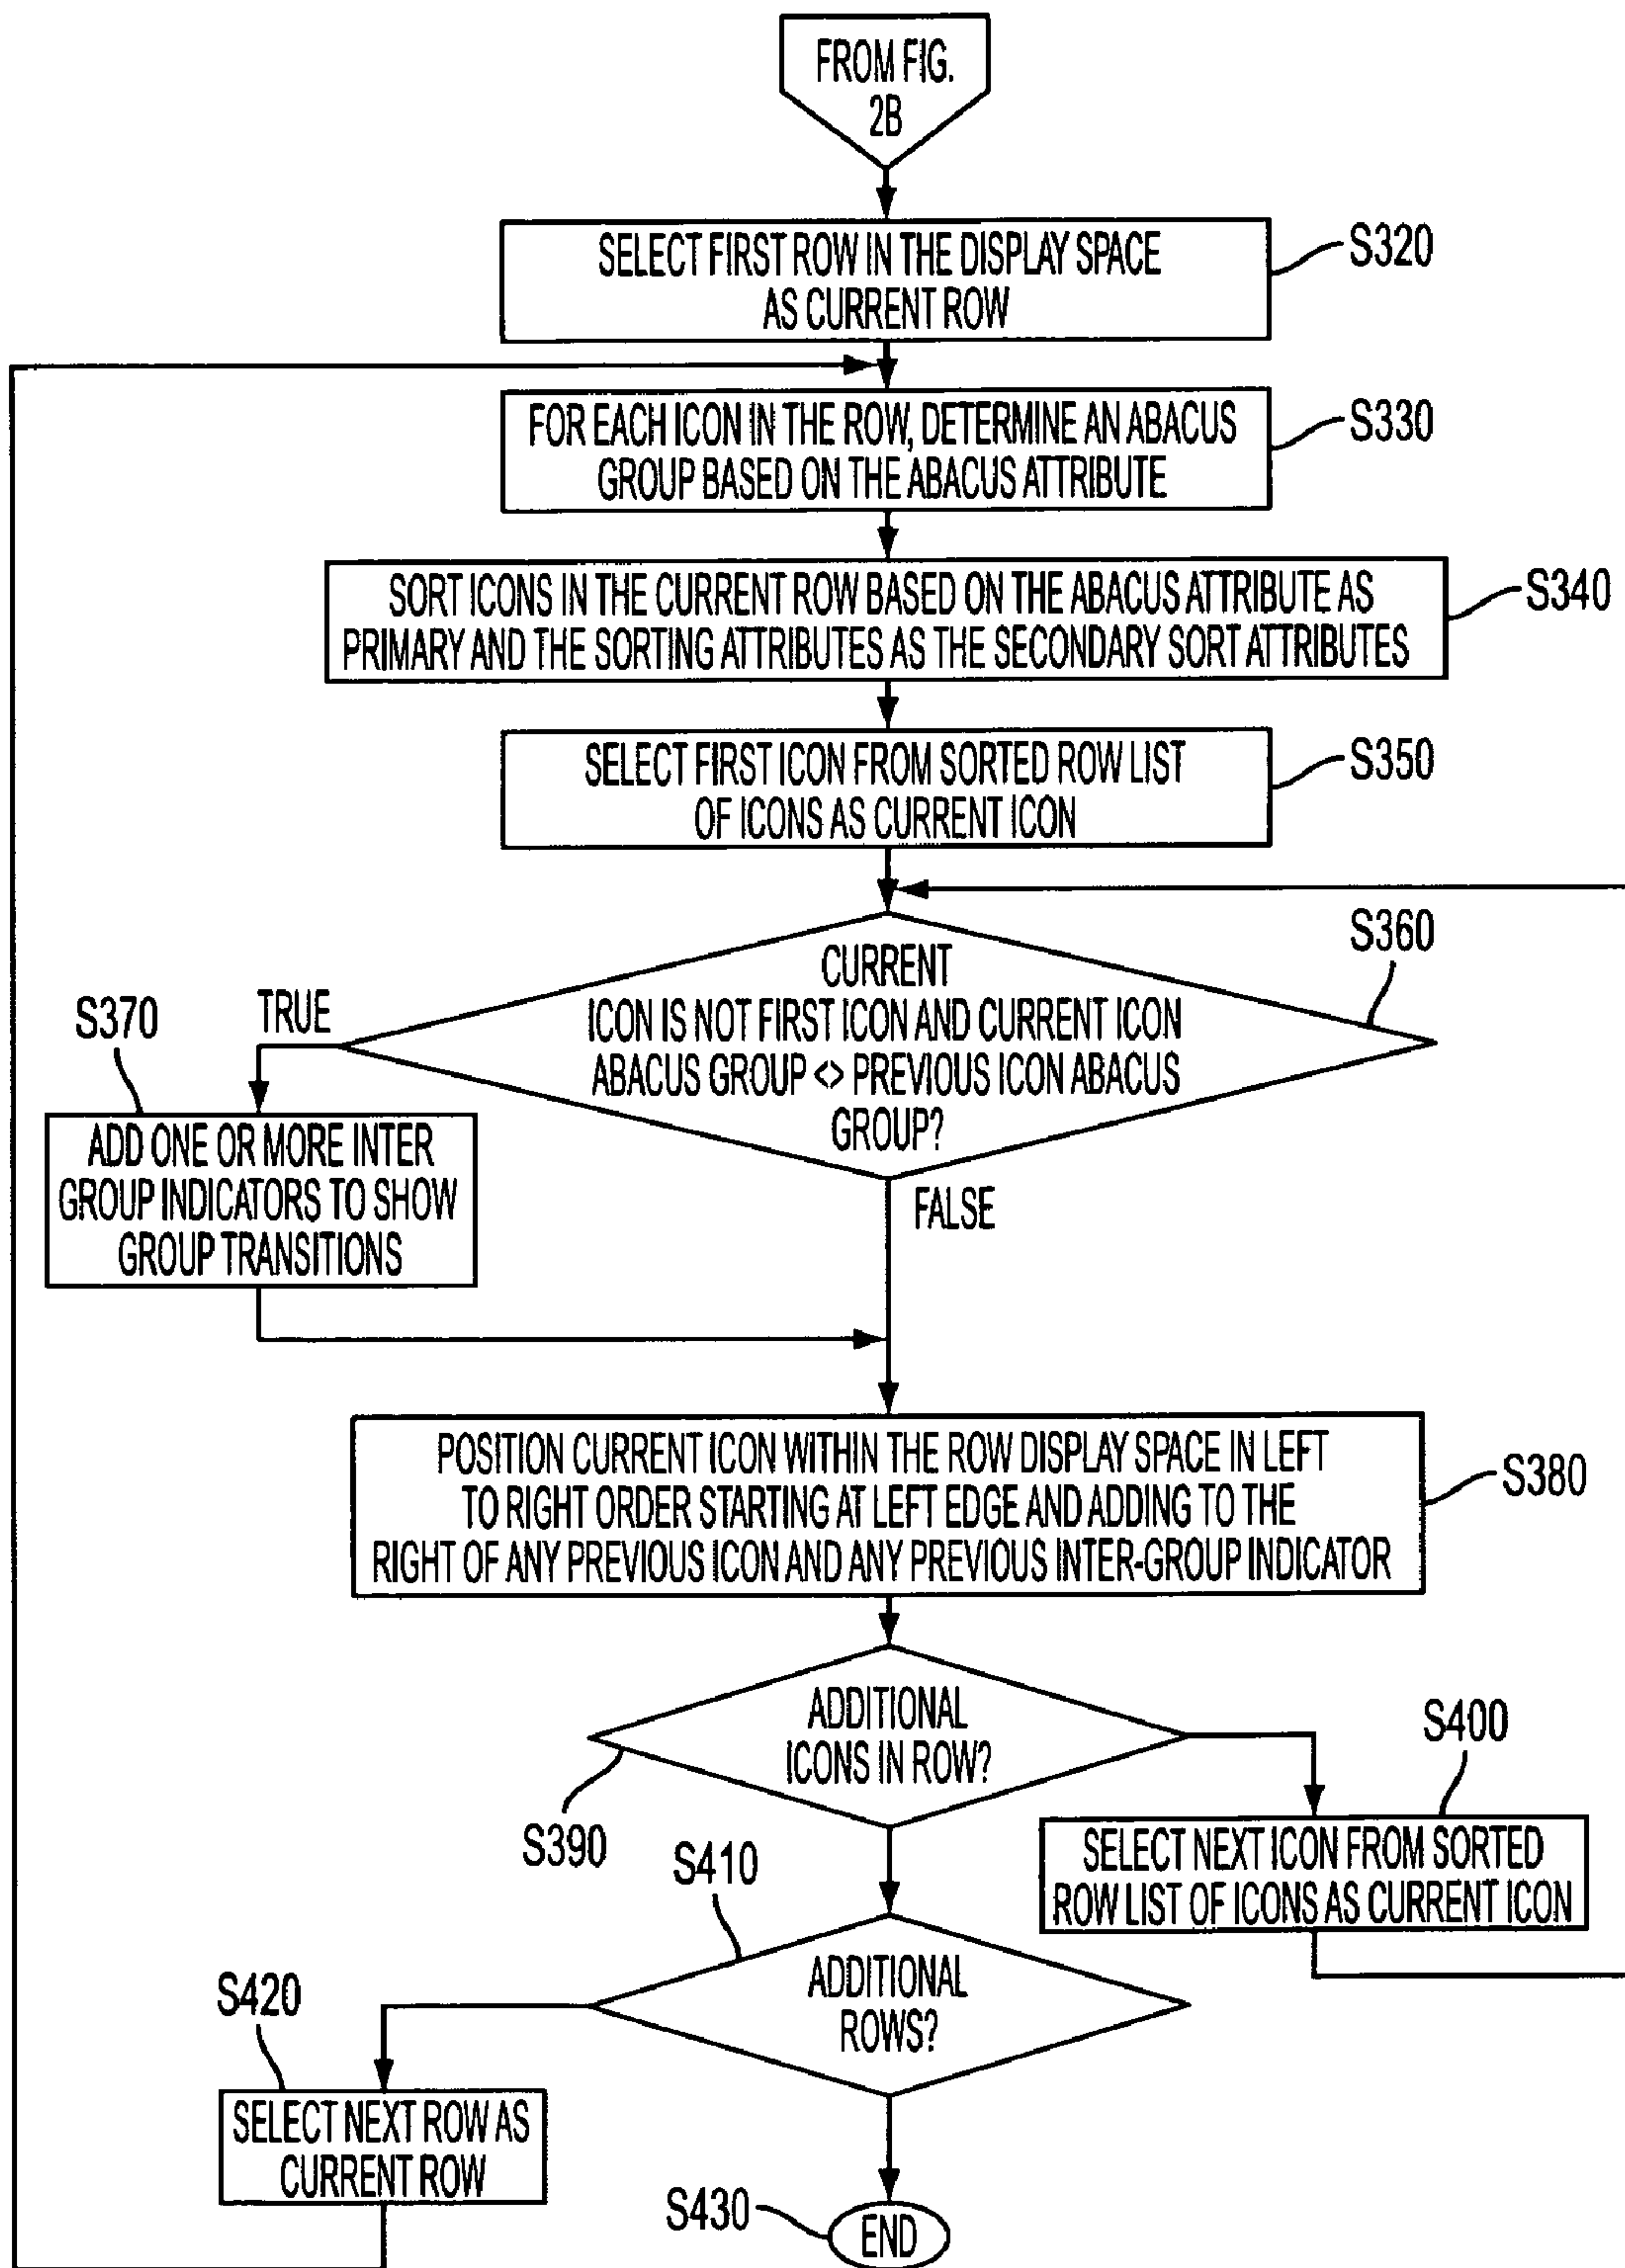 FROM FIG.
2B
SELECT FIRST ROW IN THE DISPLAY SPACE
AS CURRENT ROW
S320
FOR EACH ICON IN THE ROW, DETERMINE AN ABACUS
GROUP BASED ON THE ABACUS ATTRIBUTE
S330
SORT ICONS IN THE CURRENT ROW BASED ON THE ABACUS ATTRIBUTE AS
PRIMARY AND THE SORTING ATTRIBUTES AS THE SECONDARY SORT ATTRIBUTES
S340
SELECT FIRST ICON FROM SORTED ROW LIST
OF ICONS AS CURRENT ICON
S350
S360
CURRENT
ICON IS NOT FIRST ICON AND CURRENT ICON
ABACUS GROUP <> PREVIOUS ICON ABACUS
GROUP?
TRUE
S370
ADD ONE OR MORE INTER
GROUP INDICATORS TO SHOW
GROUP TRANSITIONS
FALSE
POSITION CURRENT ICON WITHIN THE ROW DISPLAY SPACE IN LEFT
TO RIGHT ORDER STARTING AT LEFT EDGE AND ADDING TO THE
RIGHT OF ANY PREVIOUS ICON AND ANY PREVIOUS INTER-GROUP INDICATOR
S380
ADDITIONAL
ICONS IN ROW?
S390
S400
SELECT NEXT ICON FROM SORTED
ROW LIST OF ICONS AS CURRENT ICON
S410
ADDITIONAL
ROWS?
S420
SELECT NEXT ROW AS
CURRENT ROW
S430
END